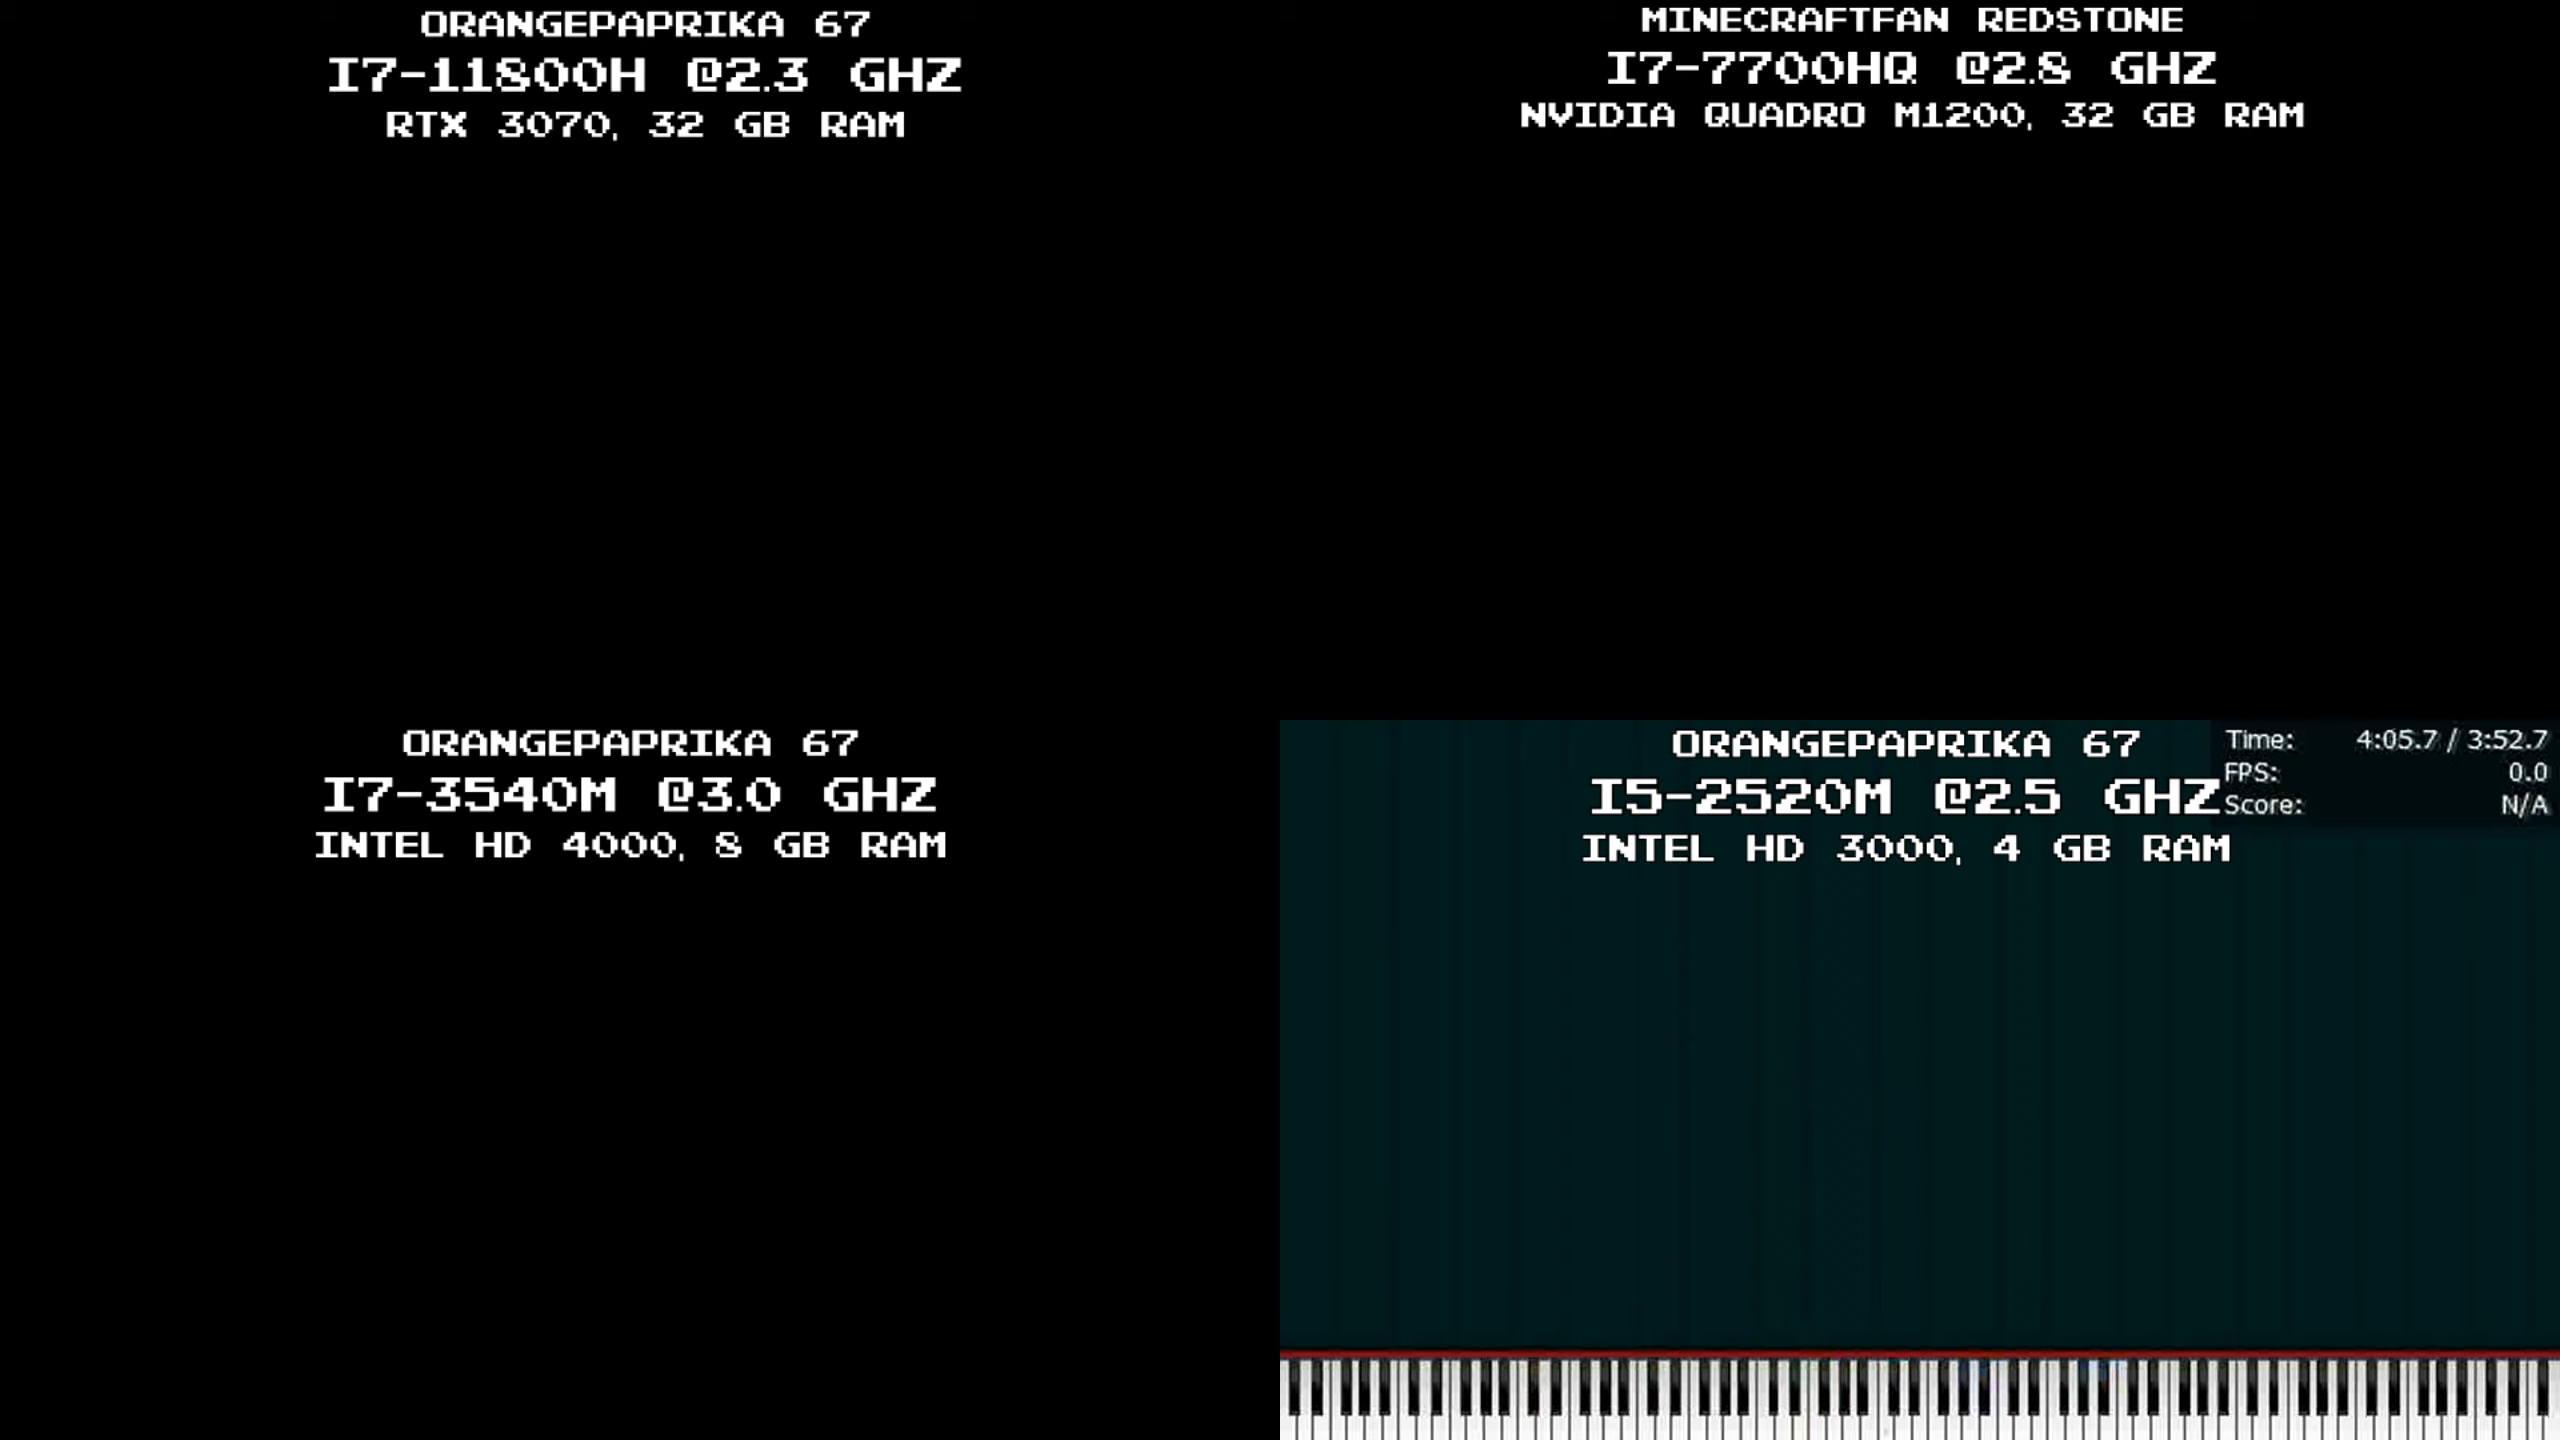 ORANGEPAPRIKA 67
I7-11800H @2.3 GHZ
RTX 3070, 32 GB RAM
MINECRAFTFAN REDSTONE
I7-7700HQ @2.8 GHZ
NVIDIA QUADRO M1200, 32 GB RAM
ORANGEPAPRIKA 67
I7-3540M @3.0 GHZ
INTEL HD 4000, 8 GB RAM
ORANGEPAPRIKA 67
I5-2520M @2.5 GHZ
INTEL HD 3000, 4 GB RAM
Time: 4:05.7 / 3:52.7
FPS: 0.0
Score: N/A